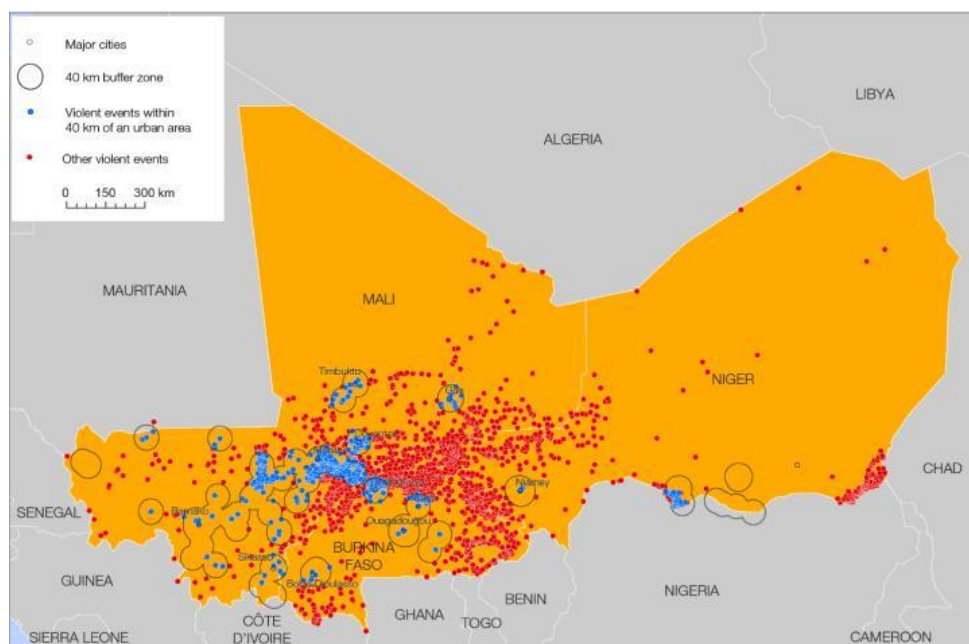 Major cities
40 km buffer zone
Violent events within
40 km of an urban area
Other violent events
0 150 300 km
LIBYA
ALGERIA
MAURITANIA
MALI
Timbukto
NIGER
CHAD
Niamey
SENEGAL
Bamako
Ouagadougou
BURKINA
FASO
Sikasso
Bobo-Dioulasso
GUINEA
BENIN
NIGERIA
GHANA
TOGO
CÔTE
D'IVOIRE
SIERRA LEONE
CAMEROON